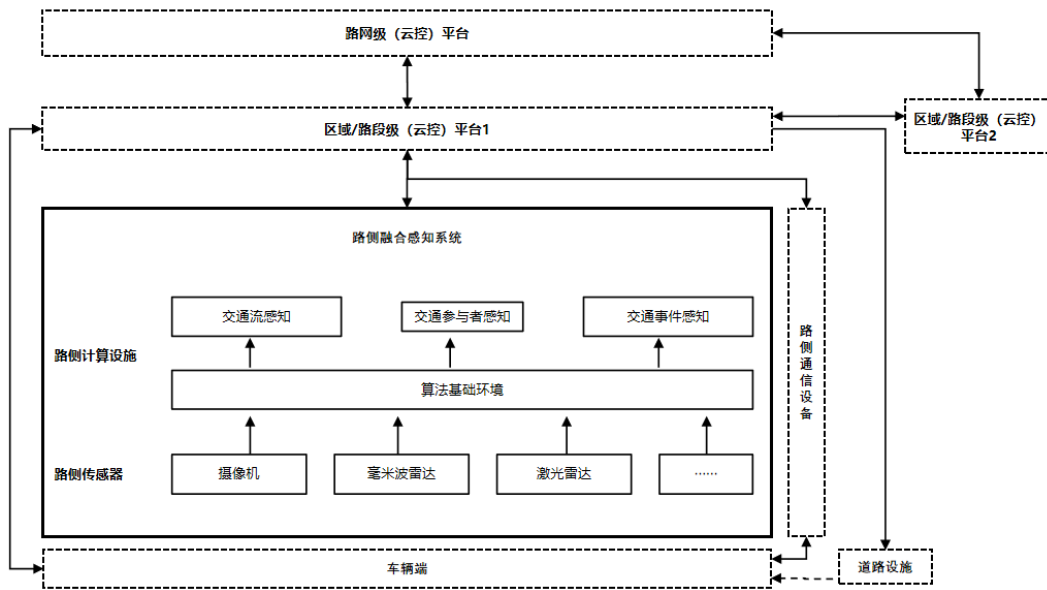 路网级（云控）平台
区域/路段级（云控）平台1
区域/路段级（云控）
平台2
路侧融合感知系统
交通流感知
交通参与者感知
交通事件感知
路侧计算设施
算法基础环境
路侧传感器
摄像机
毫米波雷达
激光雷达
……
路侧通信设备
车辆端
道路设施